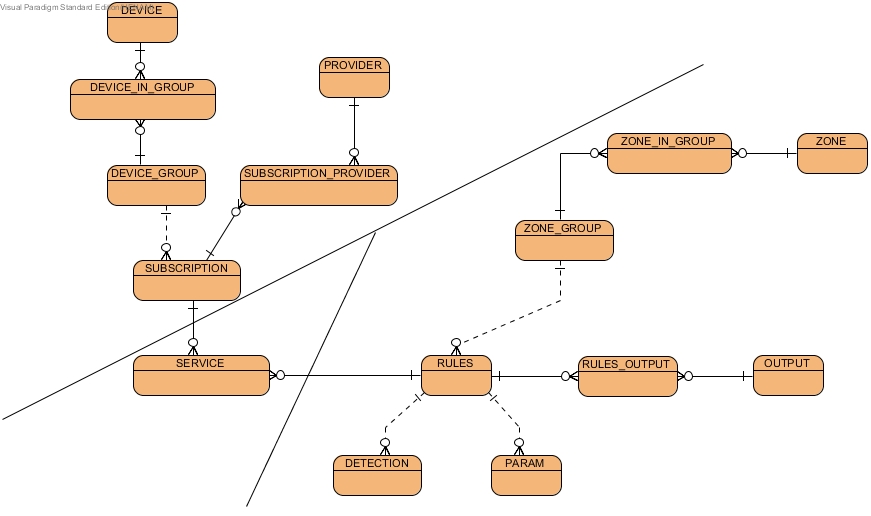 Visual Paradigm Standard Edition
DEVICE
DEVICE_IN_GROUP
PROVIDER
ZONE_IN_GROUP
ZONE
DEVICE_GROUP
SUBSCRIPTION_PROVIDER
ZONE_GROUP
SUBSCRIPTION
SERVICE
RULES
RULES_OUTPUT
OUTPUT
DETECTION
PARAM